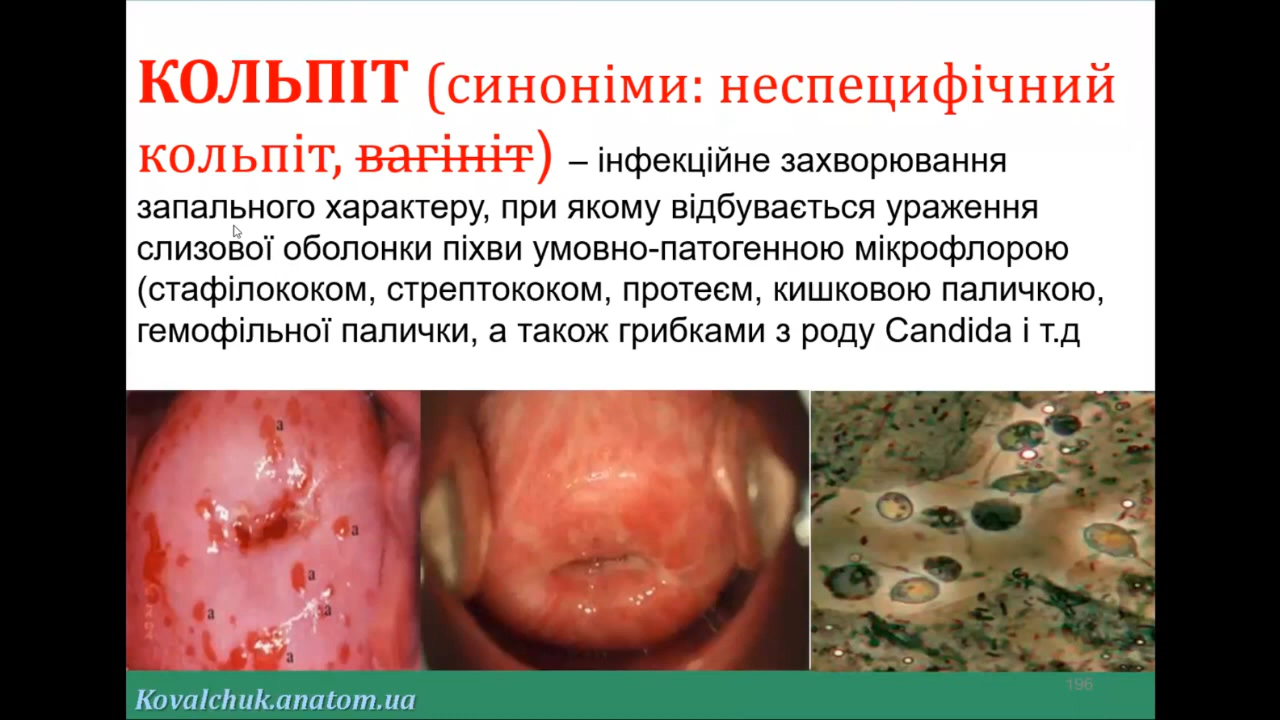 КОЛЬПІТ (синоніми: неспецифічний
кольпіт, вагініт) – інфекційне захворювання
запального характеру, при якому відбувається ураження
слизової оболонки піхви умовно-патогенною мікрофлорою
(стафілококом, стрептококом, протеєм, кишковою паличкою,
гемофільної палички, а також грибками з роду Candida і т.д
a
a
a
a
a
a
Kovalchuk.anatom.ua
196